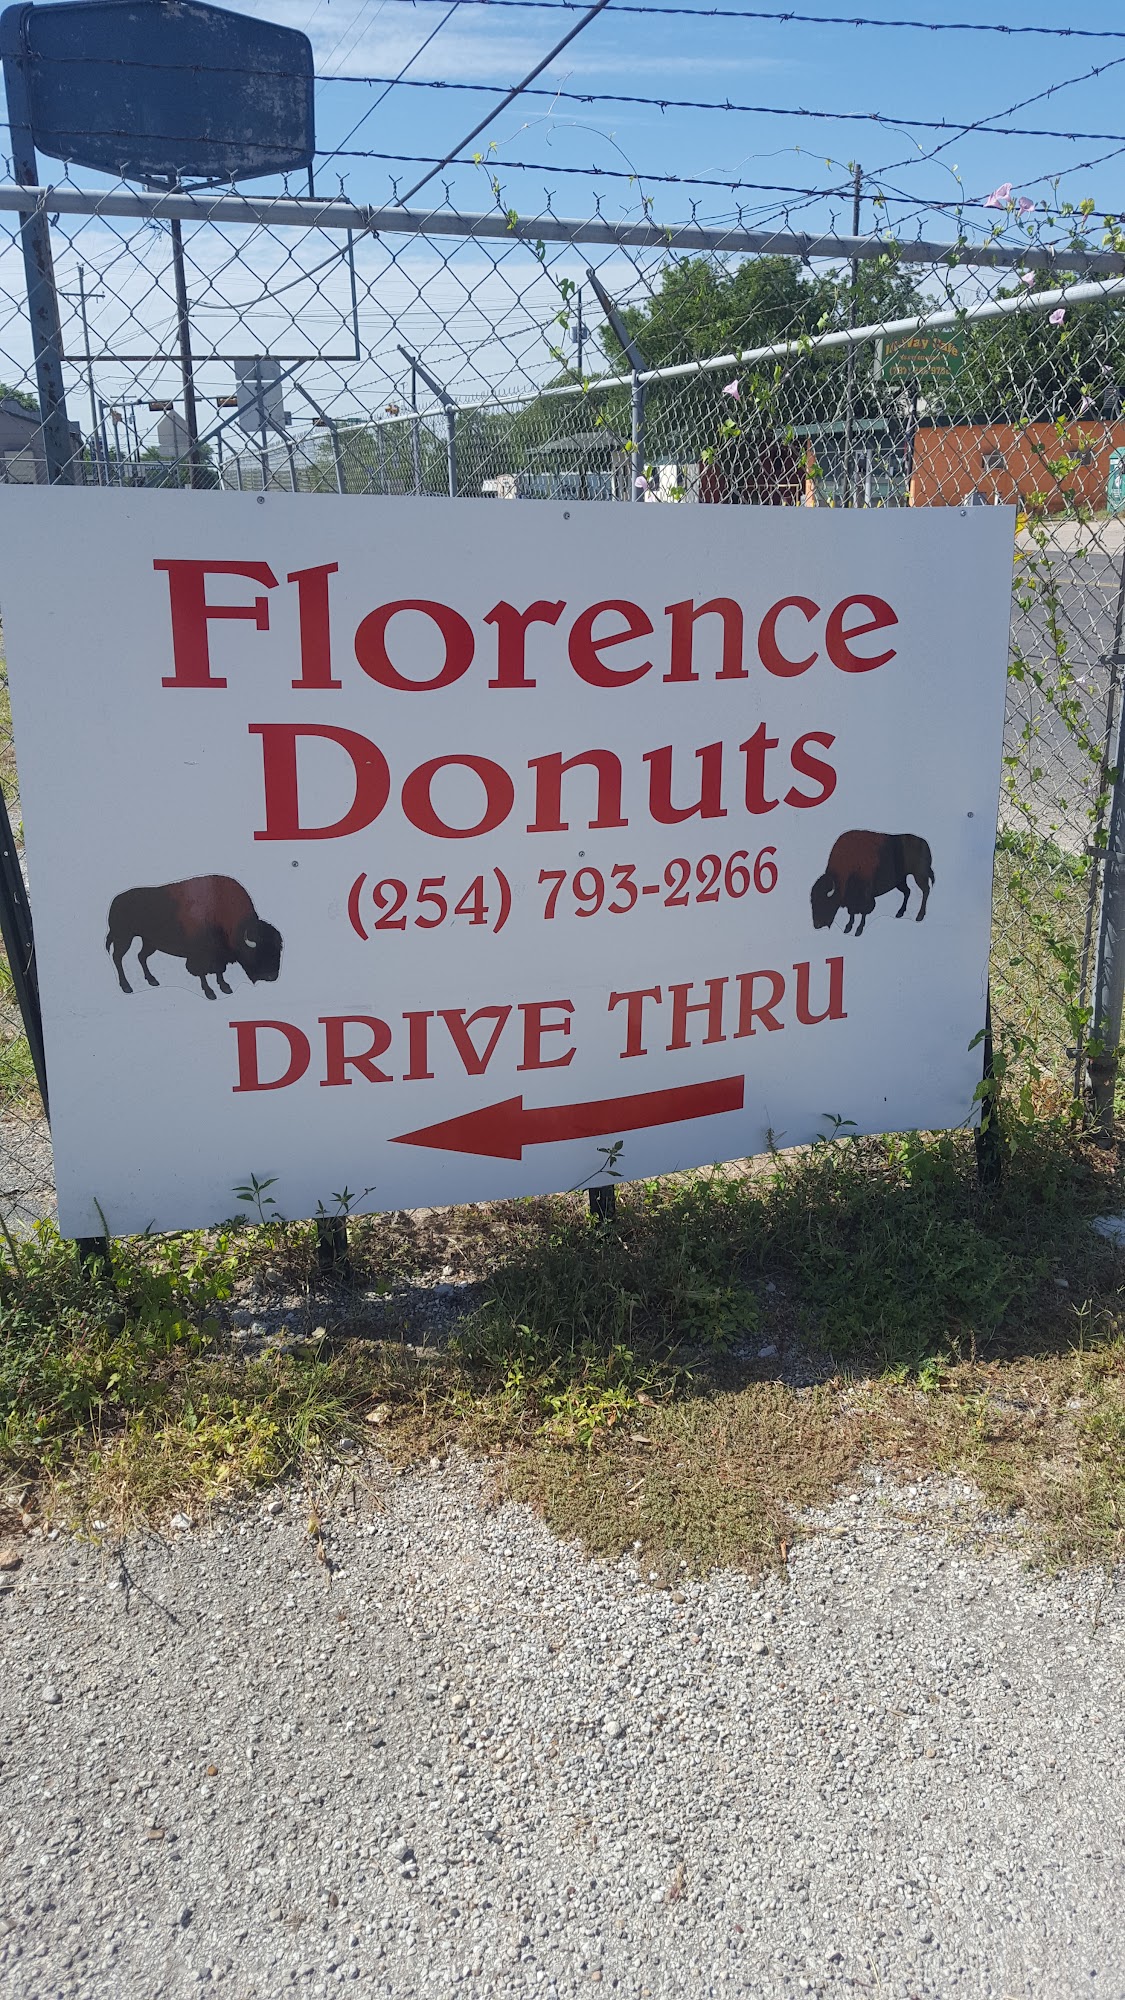 Florence
Donuts
(254) 793-2266
DRIVE THRU